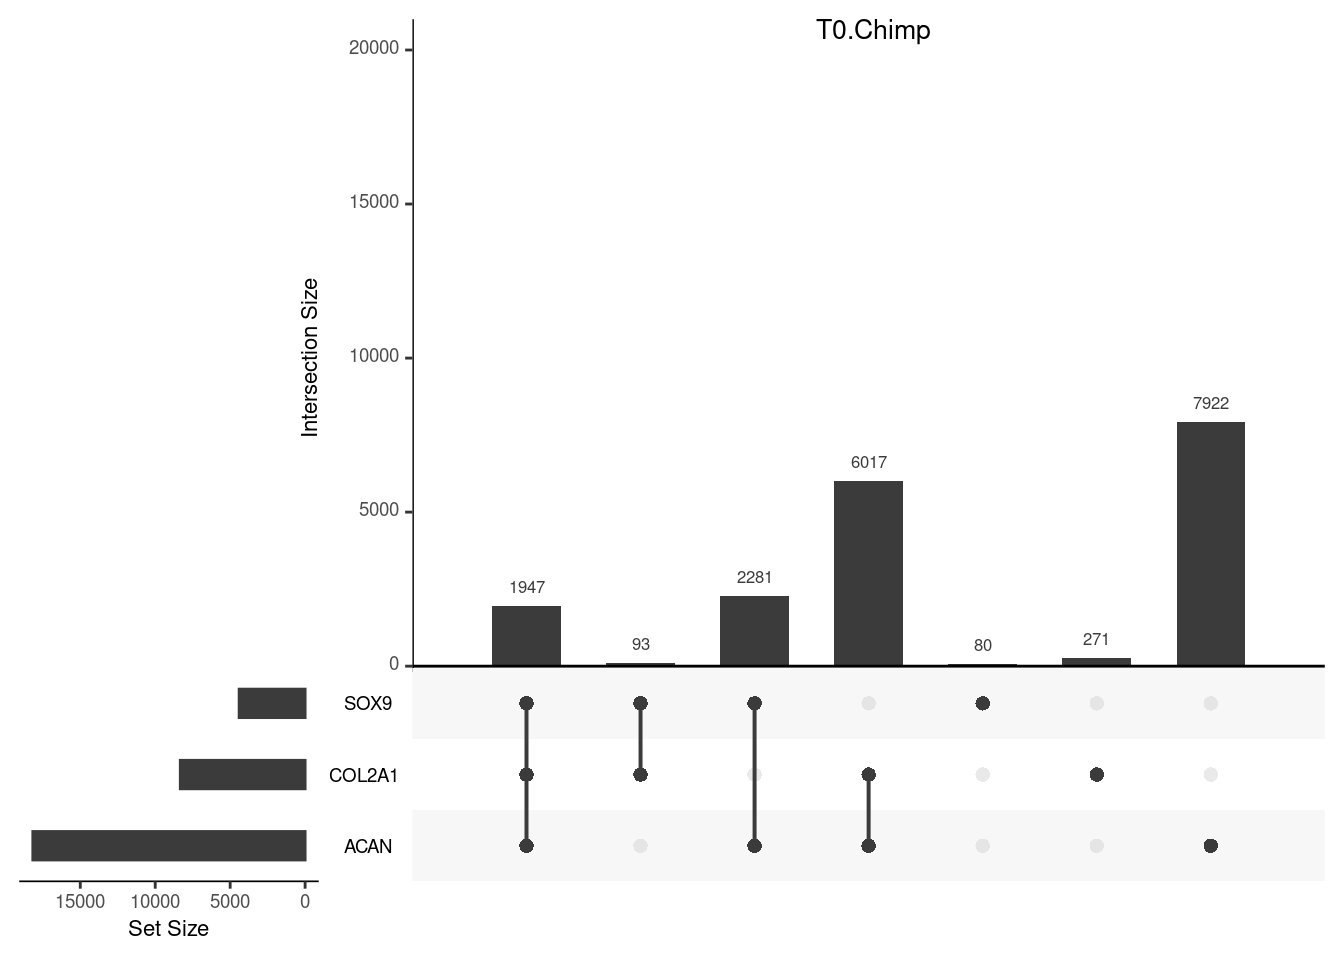 T0.Chimp
Intersection Size
20000
15000
10000
5000
0
1947
93
2281
6017
80
271
7922
SOX9
COL2A1
ACAN
15000 10000 5000 0
Set Size